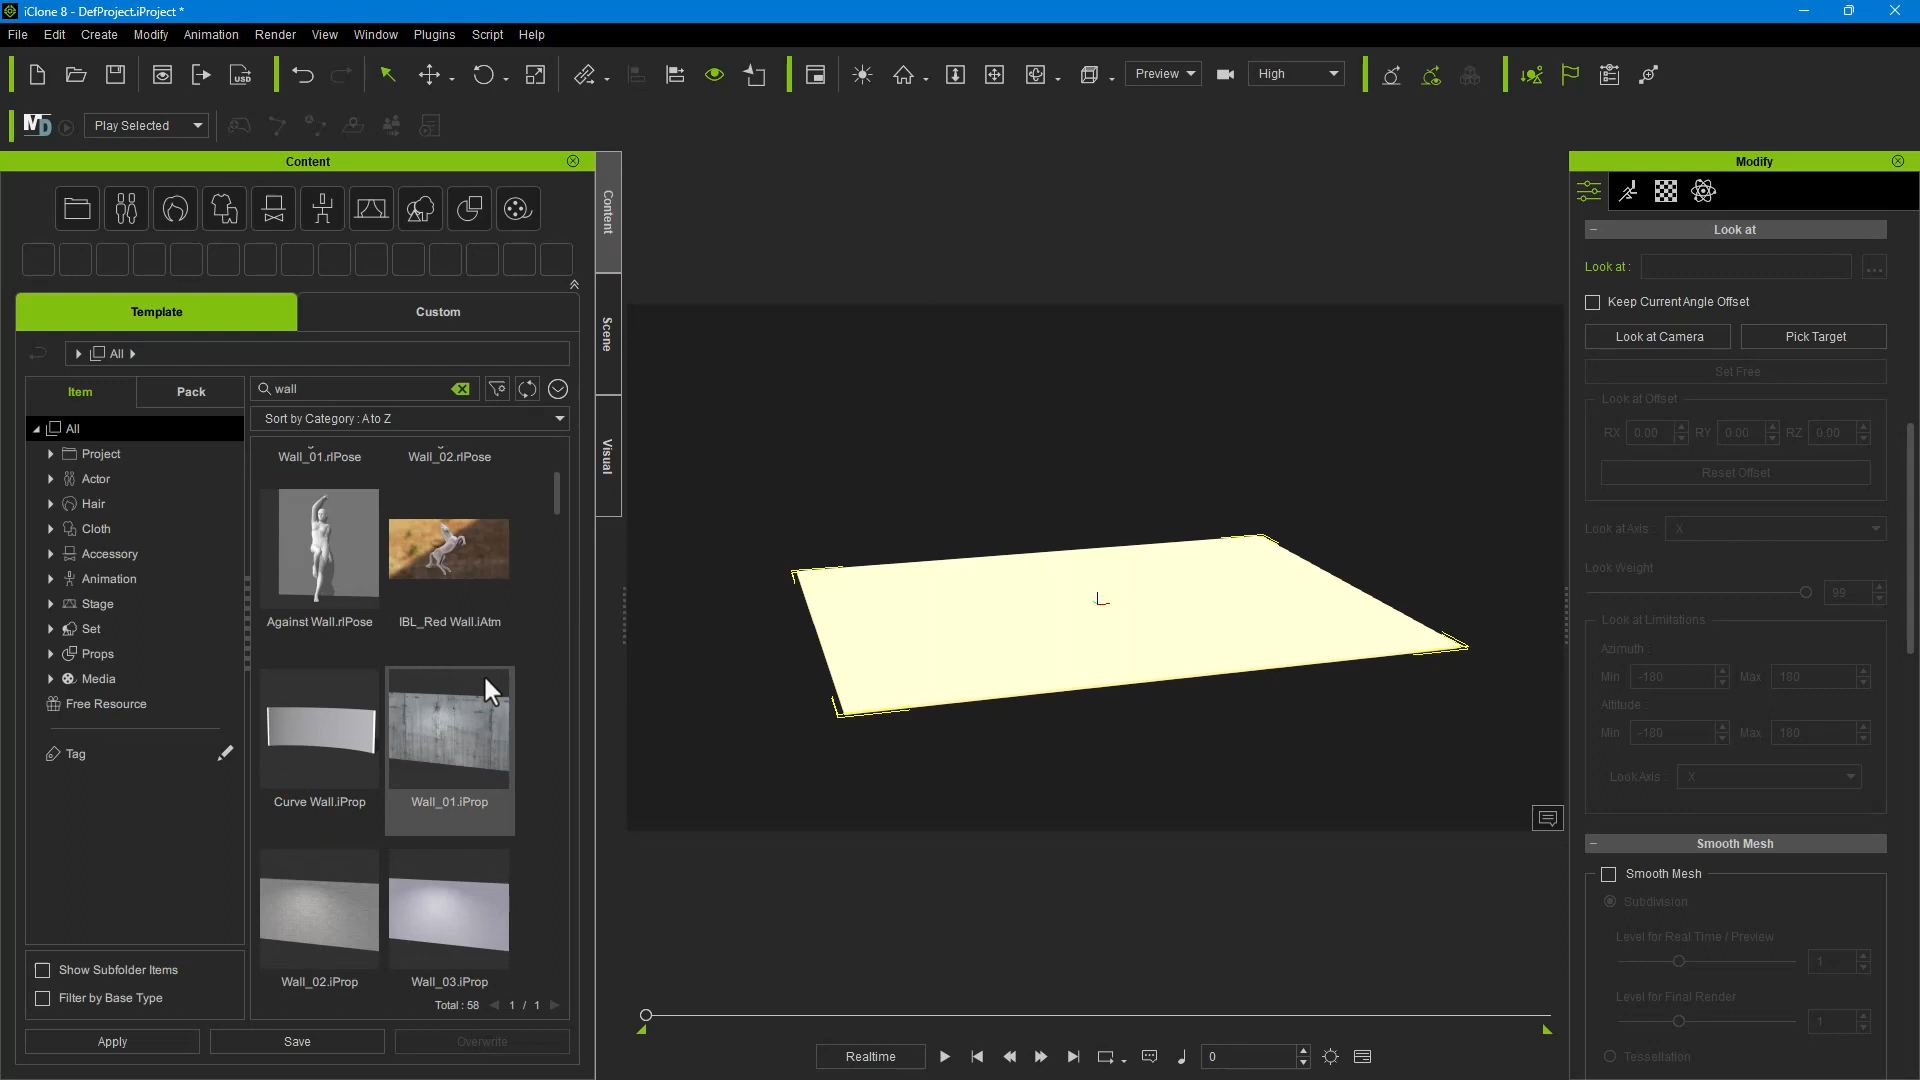 iClone 8 - DefProject.iProject *
File Edit Create Modify Animation Render View Window Plugins Script Help
Preview High
MD Play Selected
Content
Template Custom
All
Item Pack wall
Sort by Category : A to Z
All
Project
Actor
Hair
Cloth
Accessory
Animation
Stage
Set
Props
Media
Free Resource
Tag
Show Subfolder Items
Filter by Base Type
Wall_01.rlPose Wall_02.rlPose
Against Wall.rlPose IBL_Red Wall.iAtm
Curve Wall.iProp Wall_01.iProp
Wall_02.iProp Wall_03.iProp
Total : 58 1 / 1
Apply Save Overwrite
Content
Scene
Visual
Realtime 0
Modify
Look at
Look at :
Keep Current Angle Offset
Look at Camera Pick Target
Set Free
Look at Offset
RX 0.00 RY 0.00 RZ 0.00
Reset Offset
Look at Axis : X
Look Weight
99
Look at Limitations
Azimuth :
Min -180 Max 180
Altitude :
Min -180 Max 180
Look Axis : X
Smooth Mesh
Smooth Mesh
Subdivision
Level for Real Time / Preview
1
Level for Final Render
1
Tessellation